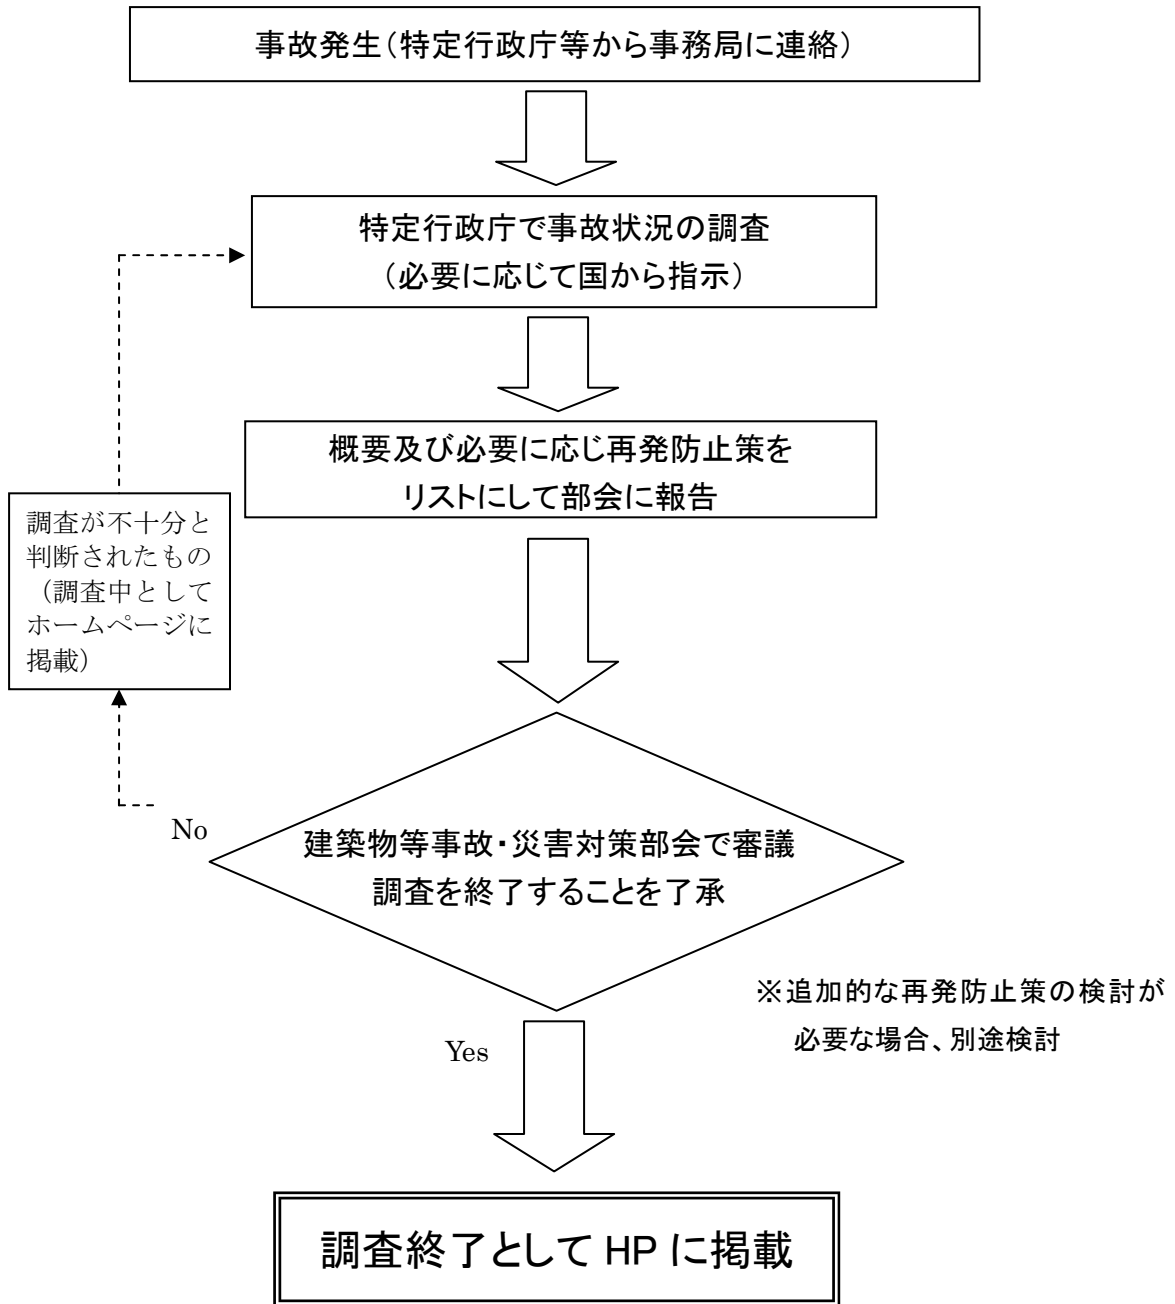 事故発生(特定行政庁等から事務局に連絡)
特定行政庁で事故状況の調査
(必要に応じて国から指示)
概要及び必要に応じ再発防止策を
リストにして部会に報告
調査が不十分と
判断されたもの
（調査中として
ホームページに
掲載）
No
建築物等事故・災害対策部会で審議
調査を終了することを了承
※追加的な再発防止策の検討が
必要な場合、別途検討
Yes
調査終了として HP に掲載